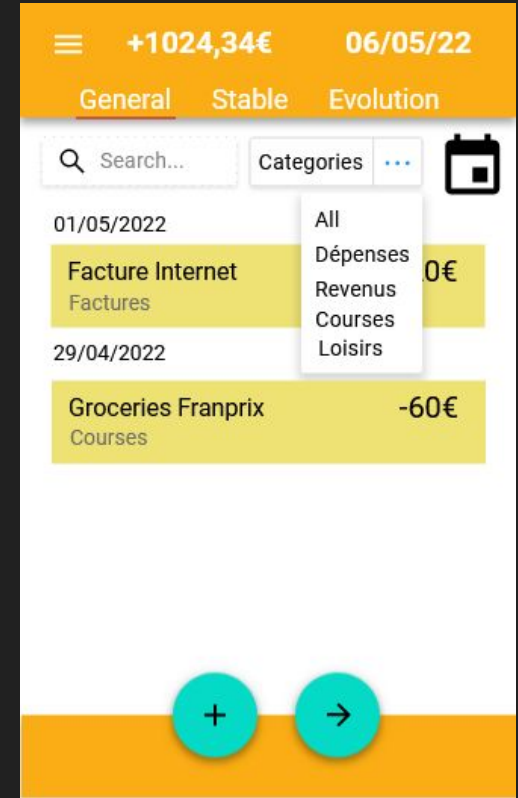 +1024,34€ 06/05/22
General Stable Evolution
Search... Categories ...
01/05/2022
All
Dépenses
Revenus
Courses
Loisirs
Facture Internet 0€
Factures
29/04/2022
Groceries Franprix -60€
Courses